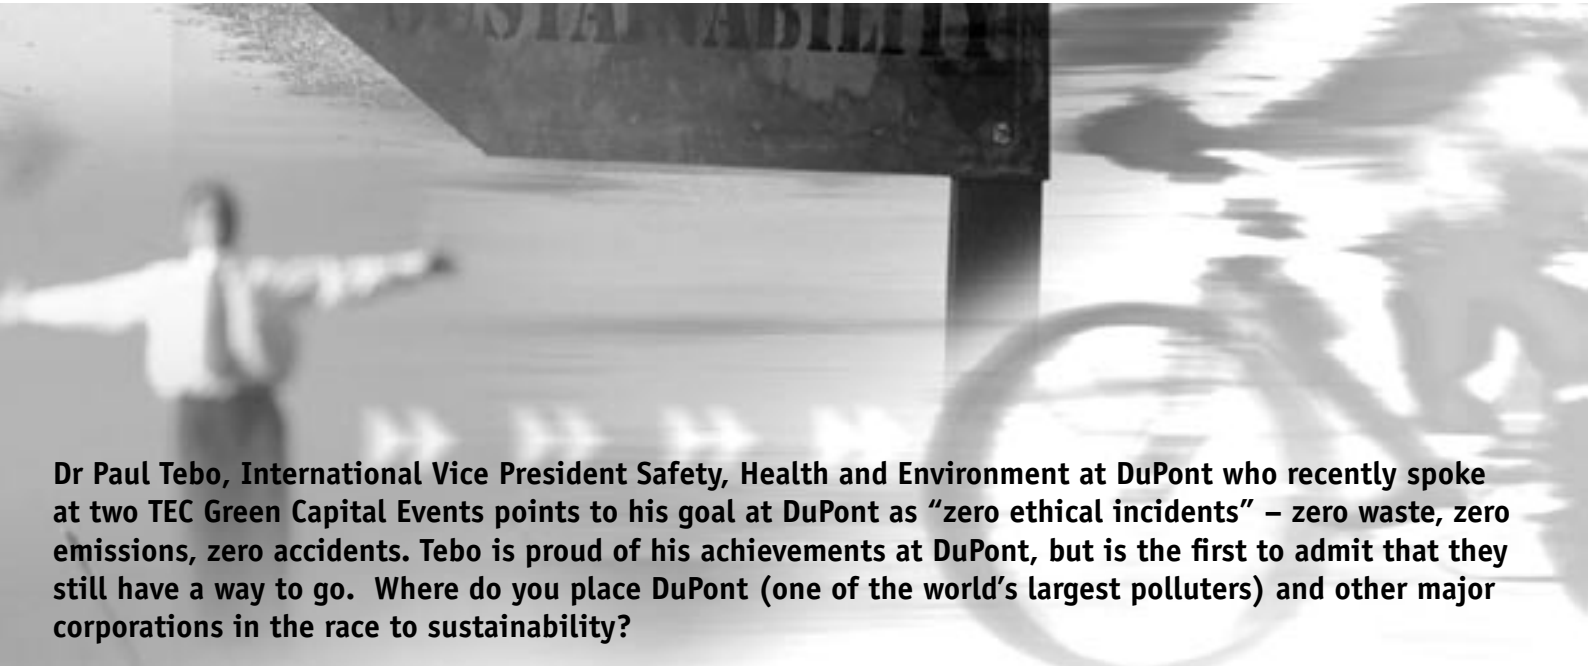 SUSTAINABILITY
Dr Paul Tebo, International Vice President Safety, Health and Environment at DuPont who recently spoke
at two TEC Green Capital Events points to his goal at DuPont as “zero ethical incidents” – zero waste, zero
emissions, zero accidents. Tebo is proud of his achievements at DuPont, but is the first to admit that they
still have a way to go.  Where do you place DuPont (one of the world’s largest polluters) and other major
corporations in the race to sustainability?